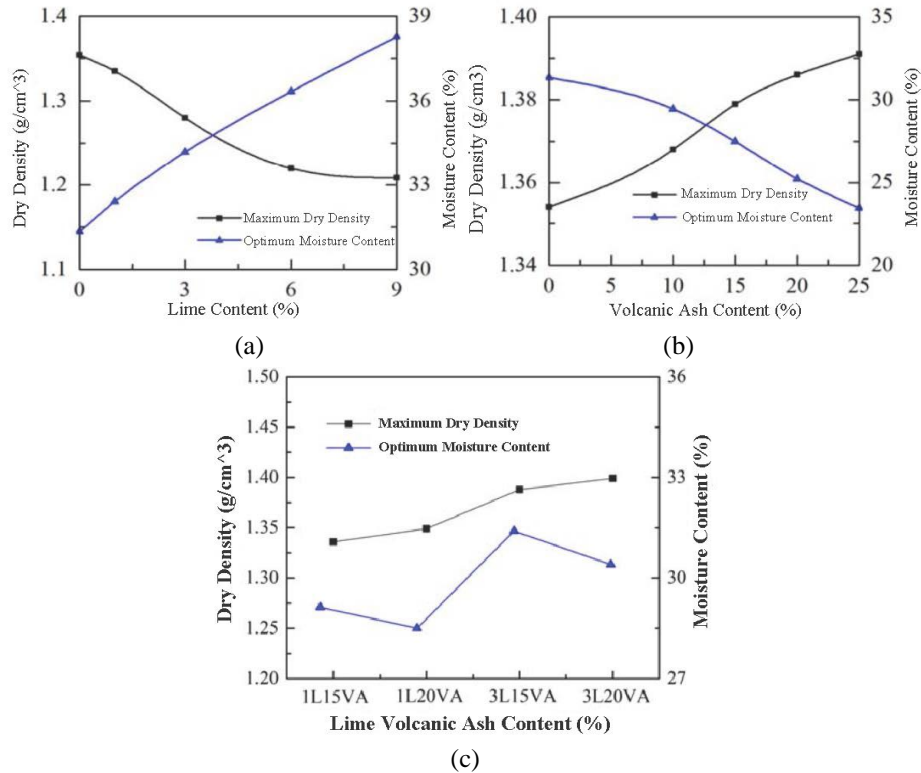 1.4
1.3
1.2
1.1
Dry Density (g/cm^3)
39
36
33
30
Moisture Content (%)
Maximum Dry Density
Optimum Moisture Content
0 3 6 9
Lime Content (%)
(a)
1.40
1.38
1.36
1.34
Dry Density (g/cm3)
35
30
25
20
Moisture Content (%)
Maximum Dry Density
Optimum Moisture Content
0 5 10 15 20 25
Volcanic Ash Content (%)
(b)
1.50
1.45
1.40
1.35
1.30
1.25
1.20
Dry Density (g/cm^3)
36
33
30
27
Moisture Content (%)
Maximum Dry Density
Optimum Moisture Content
1L15VA 1L20VA 3L15VA 3L20VA
Lime Volcanic Ash Content (%)
(c)